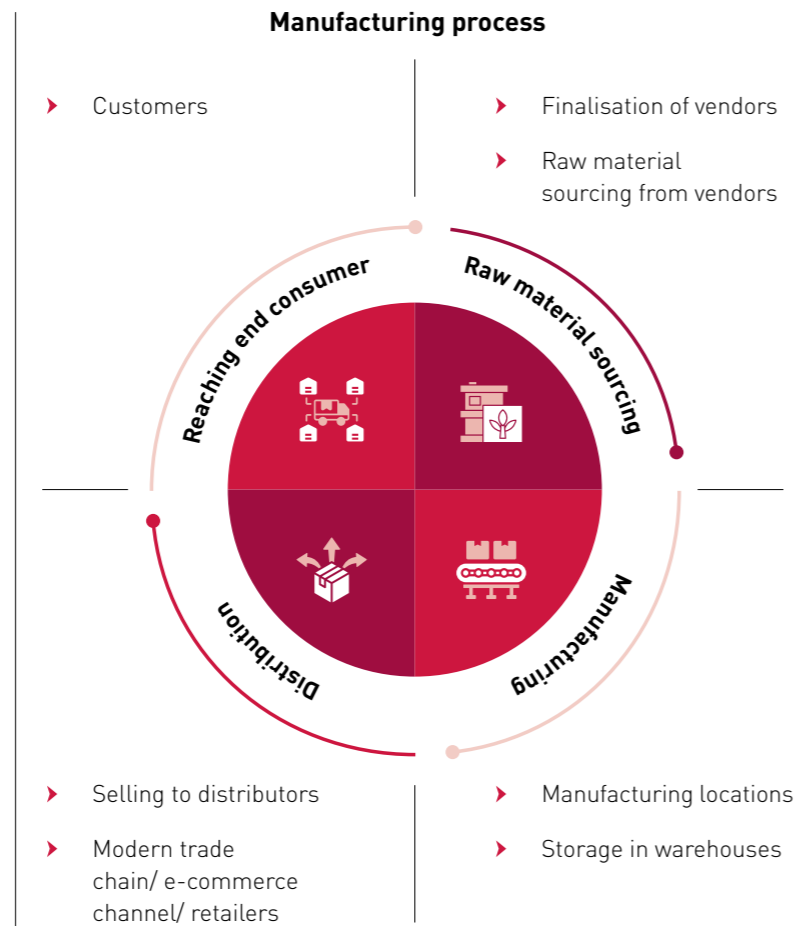 Manufacturing process
Customers
Finalisation of vendors
Raw material
sourcing from vendors
Reaching end consumer
Raw material sourcing
Distribution
Manufacturing
Selling to distributors
Modern trade
chain/ e-commerce
channel/ retailers
Manufacturing locations
Storage in warehouses